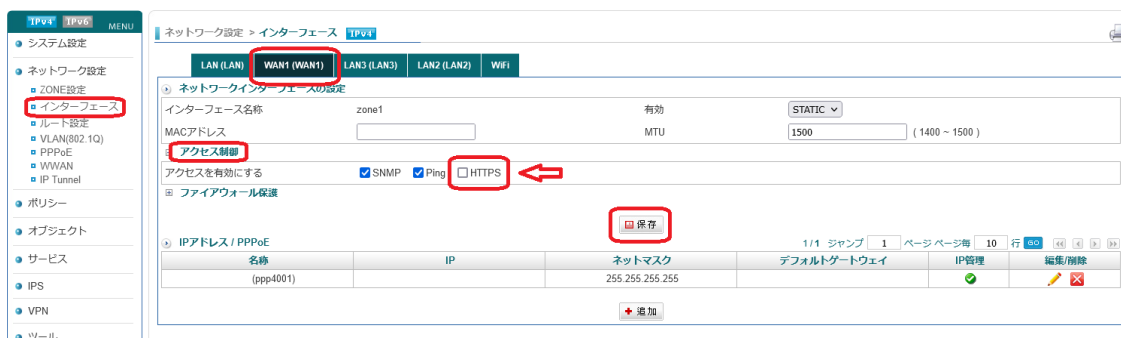 IPv4 IPv6 MENU
システム設定
ネットワーク設定
ZONE設定
インターフェース
ルート設定
VLAN(802.1Q)
PPPoE
WWAN
IP Tunnel
ポリシー
オブジェクト
サービス
IPS
VPN
ツール
ネットワーク設定 > インターフェース IPv4
LAN (LAN) WAN1 (WAN1) LAN3 (LAN3) LAN2 (LAN2) WiFi
ネットワークインターフェースの設定
インターフェース名称 zone1 有効 STATIC
MACアドレス MTU 1500 ( 1400 ~ 1500 )
アクセス制御
アクセスを有効にする SNMP Ping HTTPS
ファイアウォール保護
保存
IPアドレス / PPPoE 1/1 ジャンプ 1 ページ ページ毎 10 行 GO
名称 IP ネットマスク デフォルトゲートウェイ IP管理 編集/削除
(ppp4001) 255.255.255.255
追加